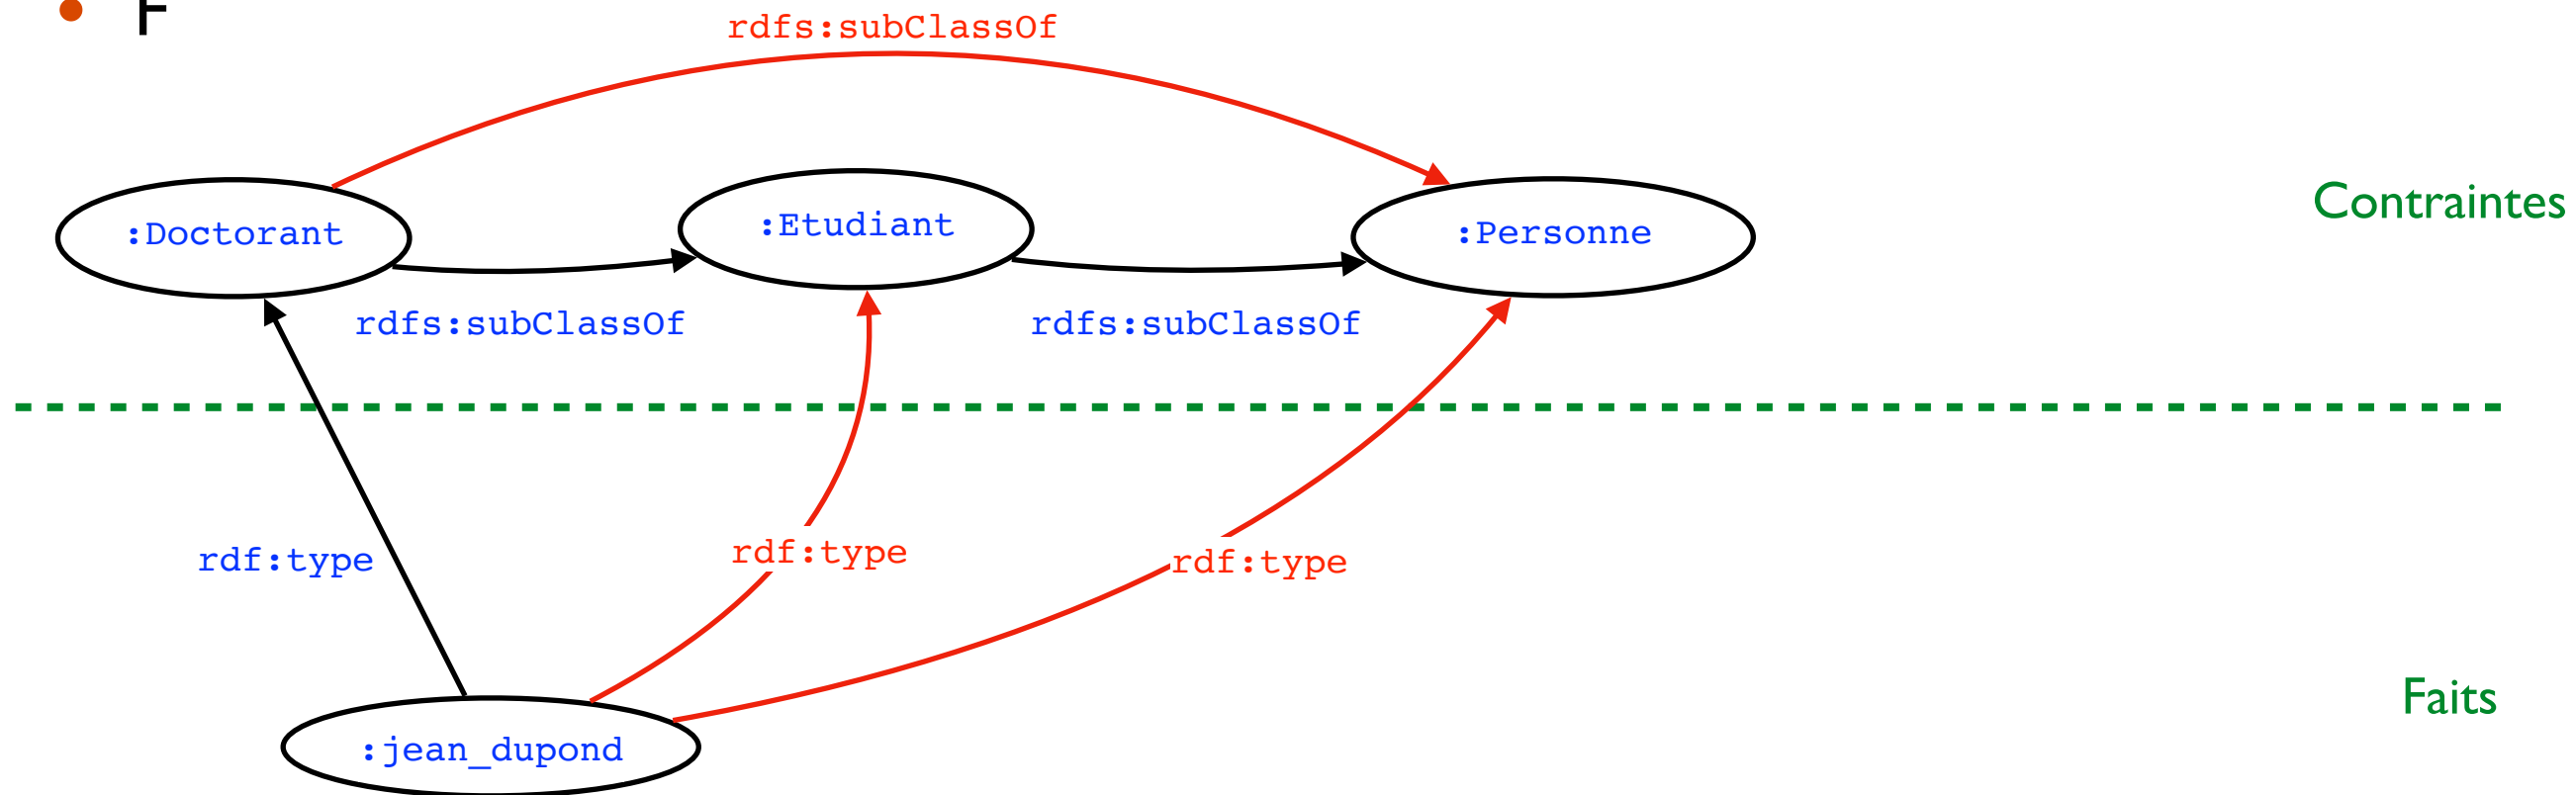 rdfs:subClassOf
:Doctorant
:Etudiant
:Personne
Contraintes
rdfs:subClassOf
rdfs:subClassOf
rdf:type
rdf:type
rdf:type
Faits
:jean_dupond